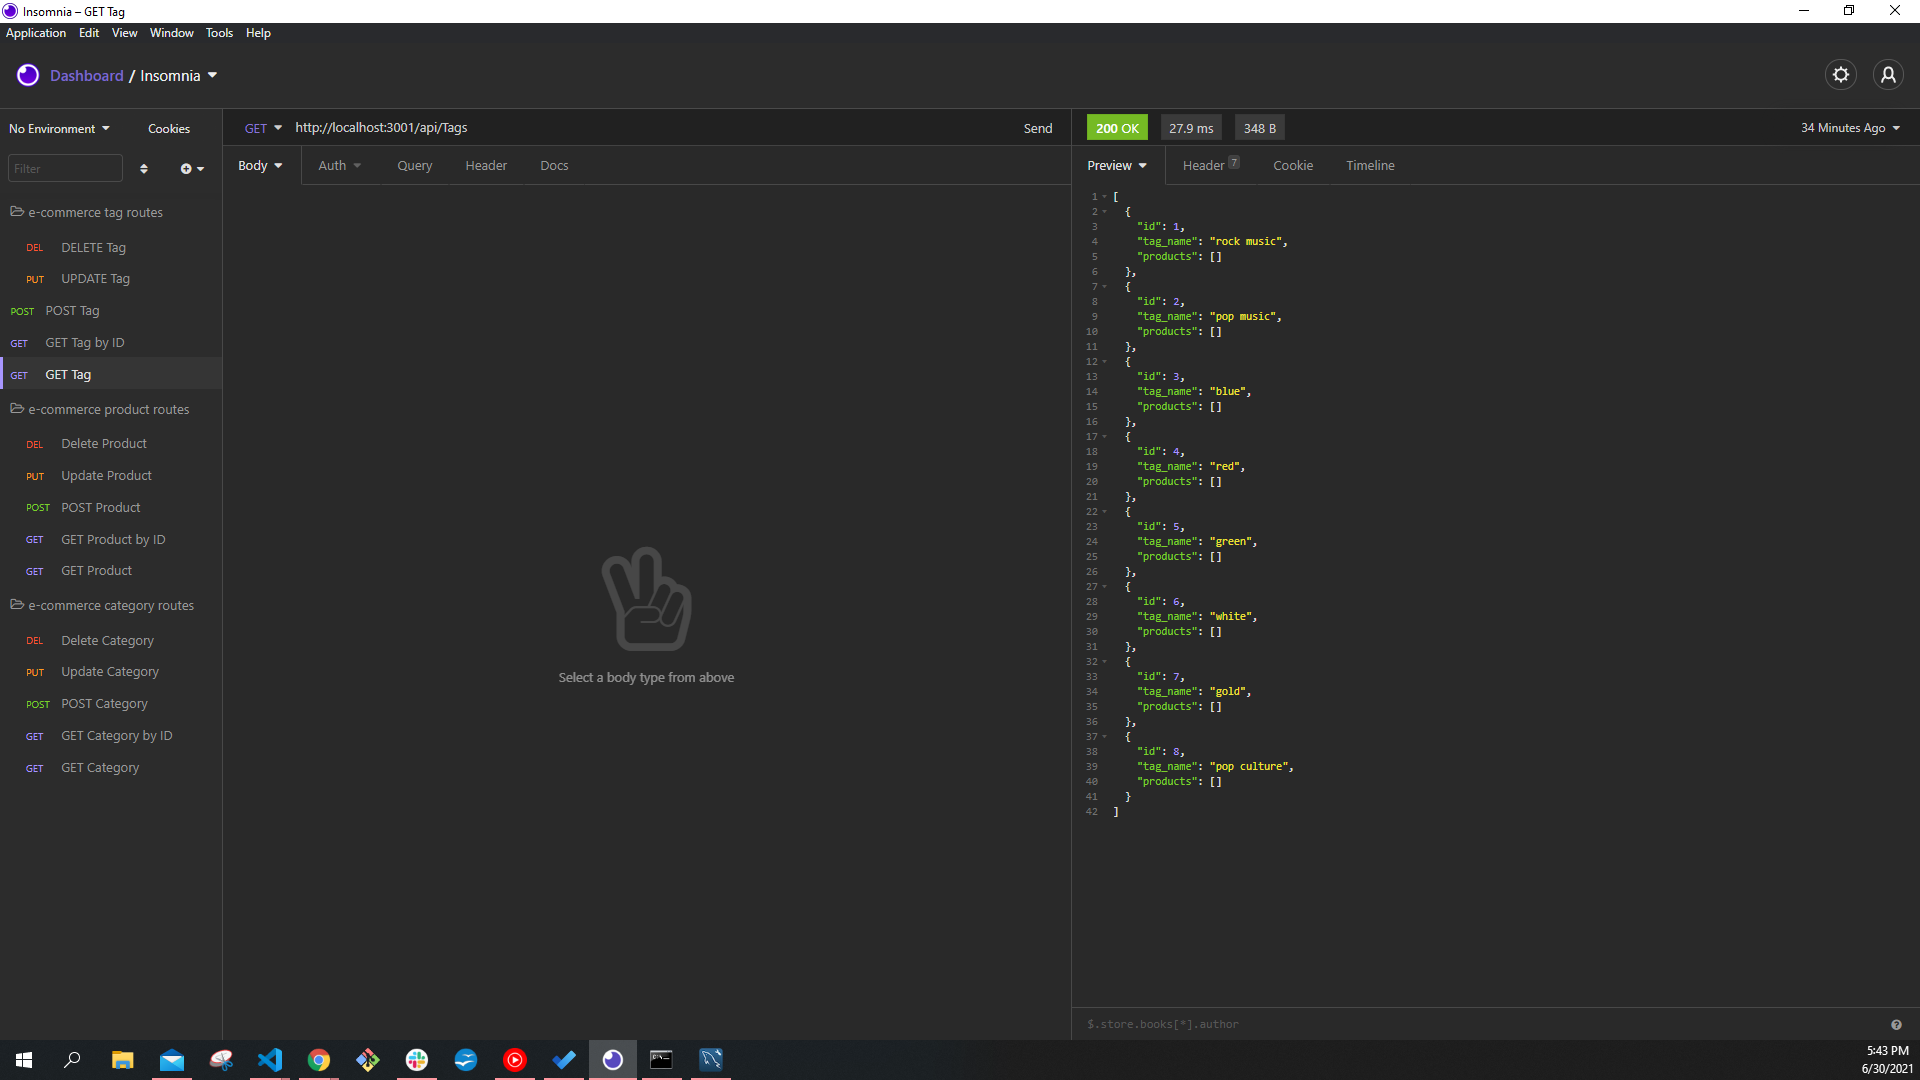 Insomnia – GET Tag
Application Edit View Window Tools Help
Dashboard / Insomnia
No Environment Cookies
Filter
e-commerce tag routes
DEL DELETE Tag
PUT UPDATE Tag
POST POST Tag
GET GET Tag by ID
GET GET Tag
e-commerce product routes
DEL Delete Product
PUT Update Product
POST POST Product
GET GET Product by ID
GET GET Product
e-commerce category routes
DEL Delete Category
PUT Update Category
POST POST Category
GET GET Category by ID
GET GET Category
GET http://localhost:3001/api/Tags Send
Body Auth Query Header Docs
Select a body type from above
200 OK 27.9 ms 348 B 34 Minutes Ago
Preview Header 7 Cookie Timeline
1 [
2 {
3 "id": 1,
4 "tag_name": "rock music",
5 "products": []
6 },
7 {
8 "id": 2,
9 "tag_name": "pop music",
10 "products": []
11 },
12 {
13 "id": 3,
14 "tag_name": "blue",
15 "products": []
16 },
17 {
18 "id": 4,
19 "tag_name": "red",
20 "products": []
21 },
22 {
23 "id": 5,
24 "tag_name": "green",
25 "products": []
26 },
27 {
28 "id": 6,
29 "tag_name": "white",
30 "products": []
31 },
32 {
33 "id": 7,
34 "tag_name": "gold",
35 "products": []
36 },
37 {
38 "id": 8,
39 "tag_name": "pop culture",
40 "products": []
41 }
42 ]
$.store.books[*].author
5:43 PM
6/30/2021